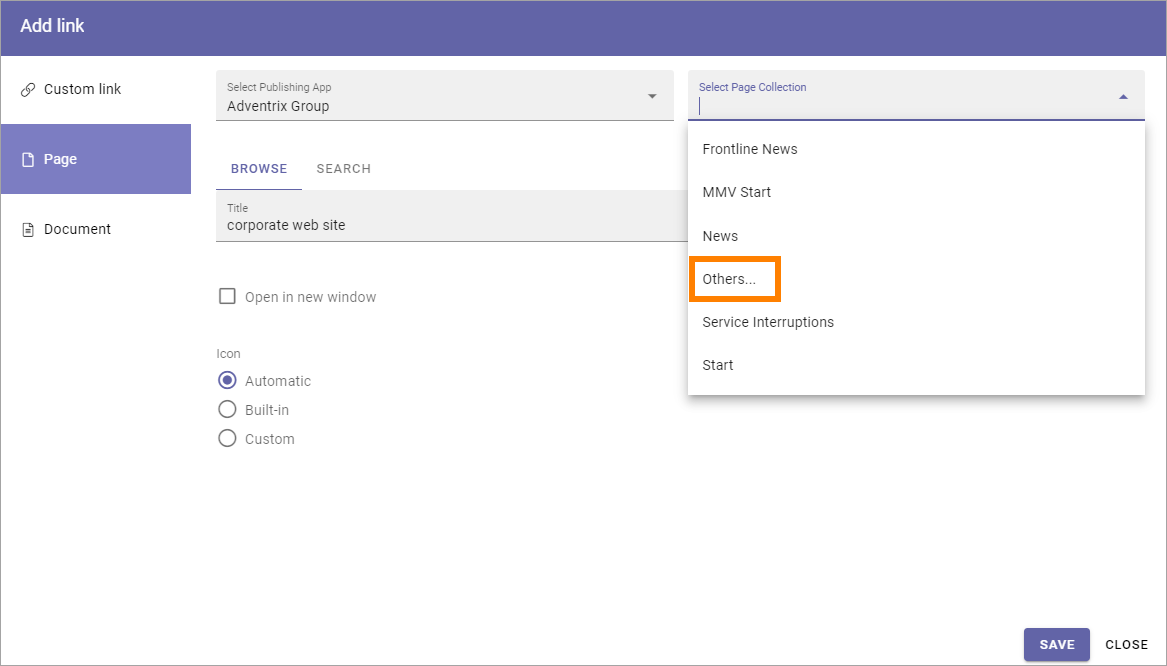 Add link
Custom link
Page
Document
Select Publishing App
Adventrix Group
Select Page Collection
Frontline News
MMV Start
News
Others...
Service Interruptions
Start
BROWSE
SEARCH
Title
corporate web site
Open in new window
Icon
Automatic
Built-in
Custom
SAVE
CLOSE